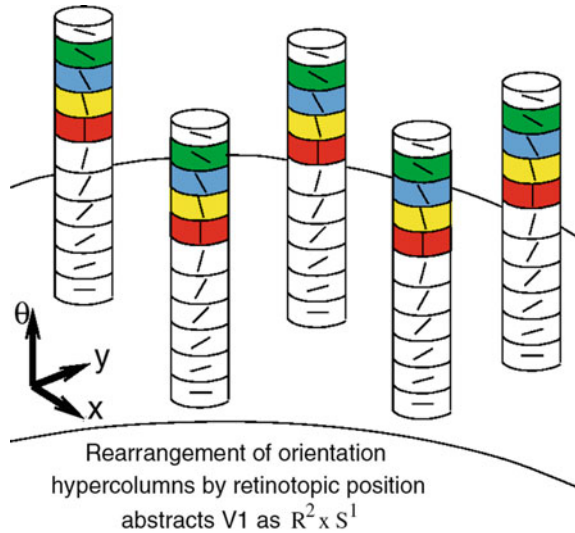 θ
y
x
Rearrangement of orientation
hypercolumns by retinotopic position
abstracts V1 as R² x S¹